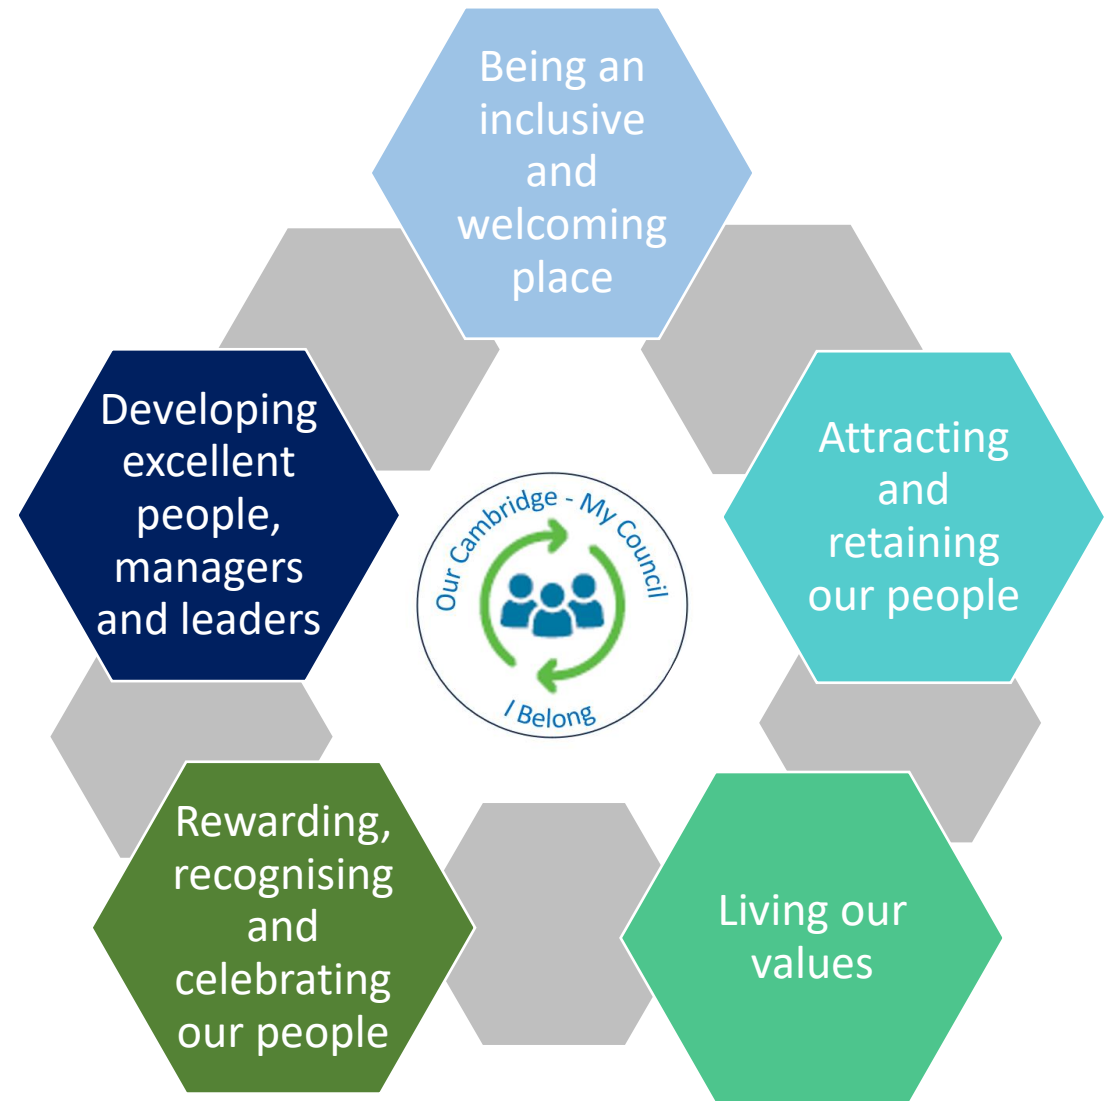 Being an
inclusive
and
welcoming
place
Attracting
and
retaining
our people
Living our
values
Rewarding,
recognising
and
celebrating
our people
Developing
excellent
people,
managers
and leaders
Our Cambridge - My Council
I Belong